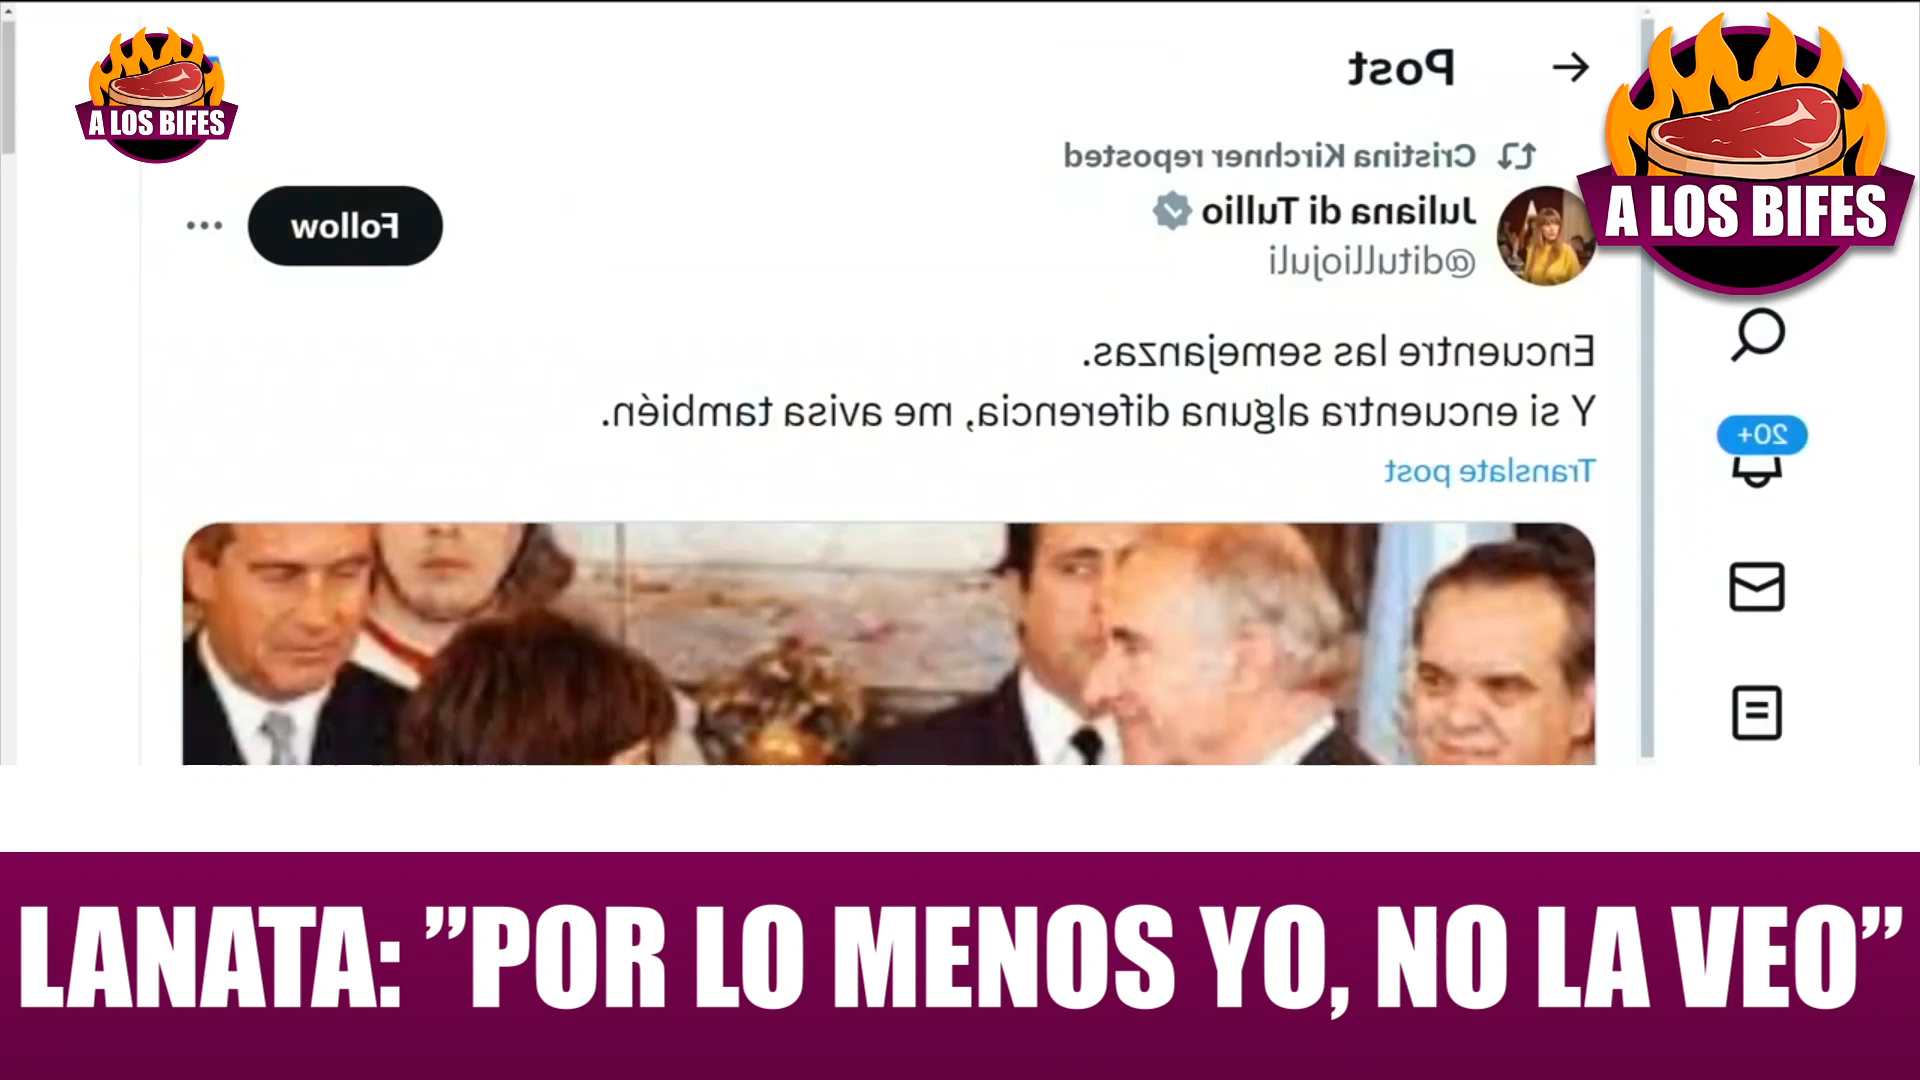 A LOS BIFES
Post
A LOS BIFES
Cristina Kirchner reposted
Juliana di Tullio
@ditulliojuli
Follow
Encuentre las semejanzas.
Y si encuentra alguna diferencia, me avisa también.
Translate post
20+
LANATA: ”POR LO MENOS YO, NO LA VEO”